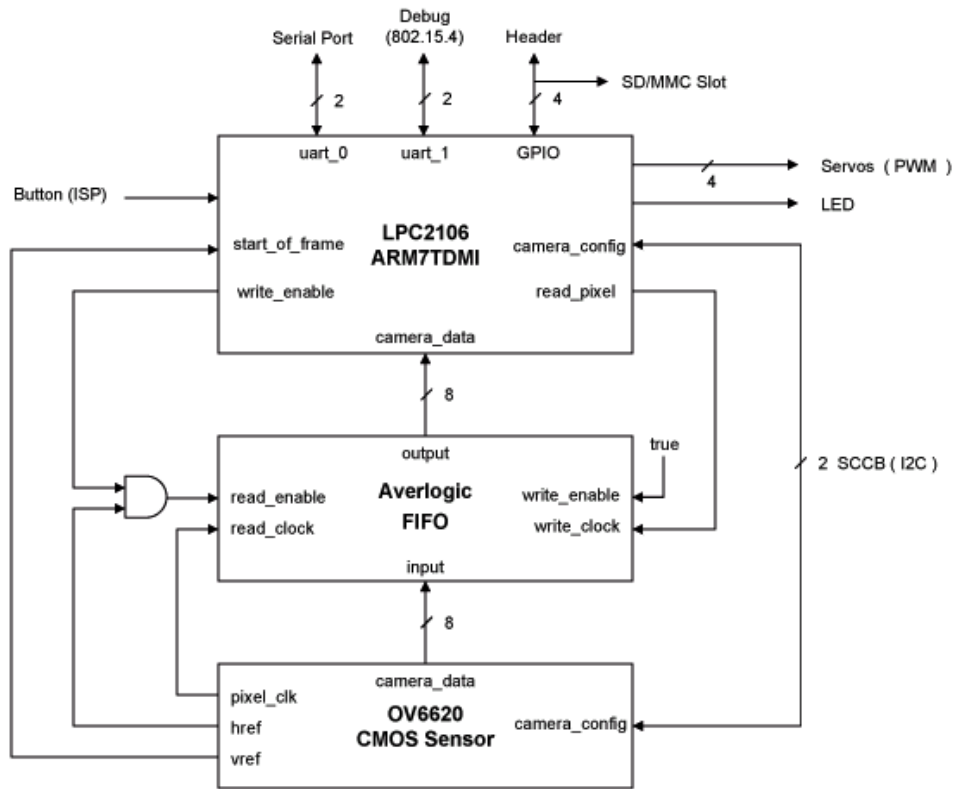 Serial Port
Debug
(802.15.4)
Header
SD/MMC Slot
2
2
4
uart_0
uart_1
GPIO
Servos ( PWM )
4
Button (ISP)
LED
LPC2106
ARM7TDMI
start_of_frame
camera_config
write_enable
read_pixel
camera_data
8
true
output
2 SCCB ( I2C )
read_enable
Averlogic
FIFO
write_enable
read_clock
write_clock
input
8
camera_data
pixel_clk
OV6620
CMOS Sensor
href
camera_config
vref